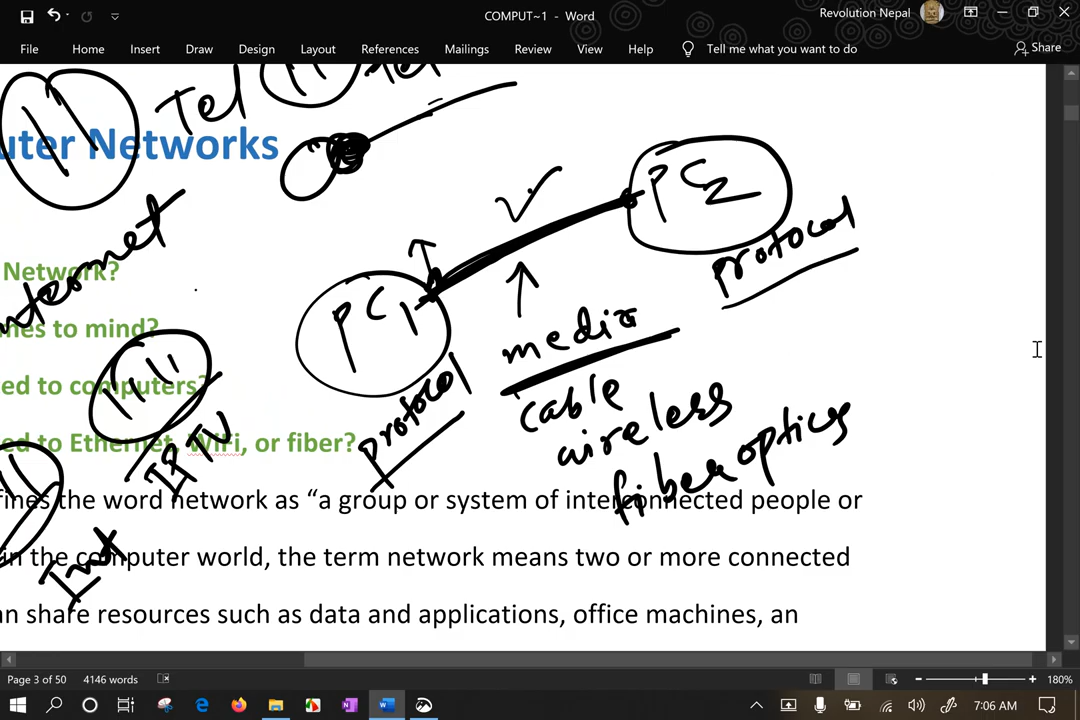 COMPUT~1 - Word
Revolution Nepal
File Home Insert Draw Design Layout References Mailings Review View Help Tell me what you want to do Share
Tel Tel
uter Networks
PC2
protocol
Network?
Internet
PC1
mes to mind?
media
protocol
cable
ed to computers?
wireless
ed to Ethernet, WiFi, or fiber?
IPTV
fiber optics
fines the word network as “a group or system of interconnected people or
in the computer world, the term network means two or more connected
Int
an share resources such as data and applications, office machines, an
Page 3 of 50 4146 words 180%
7:06 AM